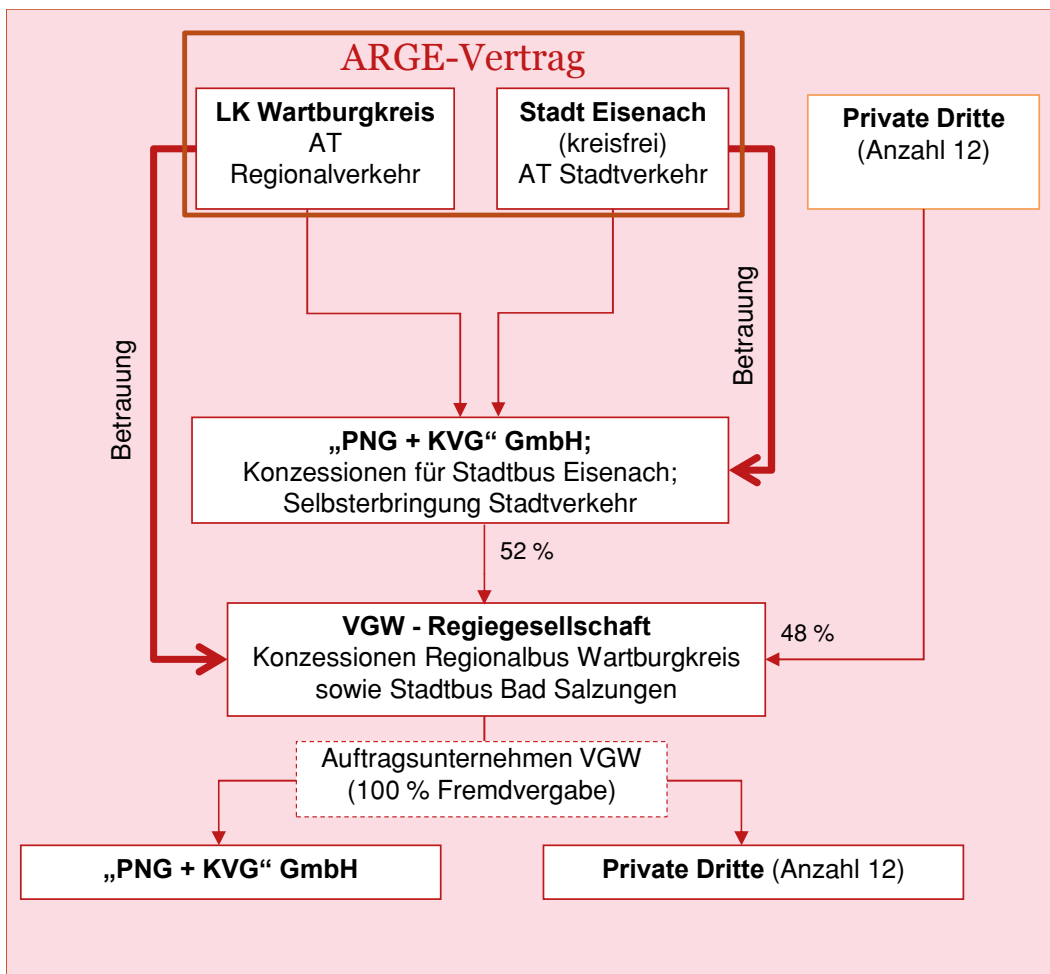 ARGE-Vertrag
LK Wartburgkreis
AT
Regionalverkehr
Stadt Eisenach
(kreisfrei)
AT Stadtverkehr
Private Dritte
(Anzahl 12)
Betrauung
Betrauung
„PNG + KVG“ GmbH;
Konzessionen für Stadtbus Eisenach;
Selbsterbringung Stadtverkehr
52 %
VGW - Regiegesellschaft
Konzessionen Regionalbus Wartburgkreis
sowie Stadtbus Bad Salzungen
48 %
Auftragsunternehmen VGW
(100 % Fremdvergabe)
„PNG + KVG“ GmbH
Private Dritte (Anzahl 12)